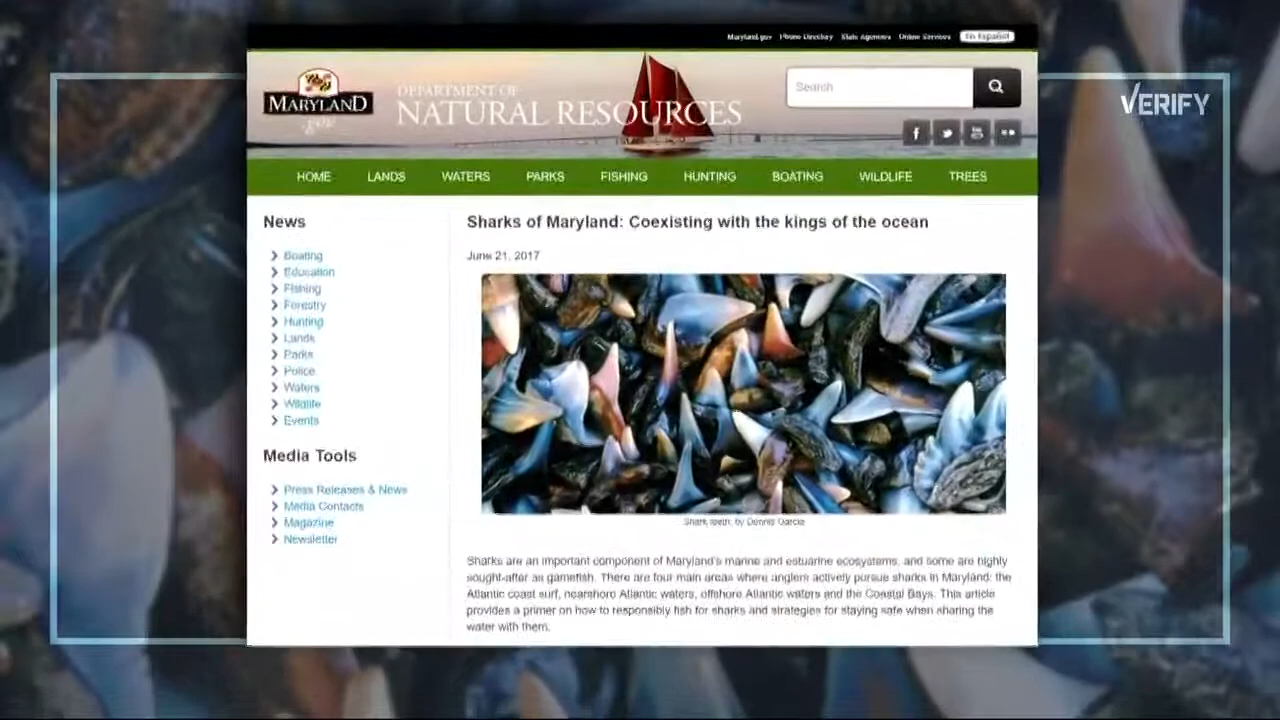 Maryland.gov Phone Directory State Agencies Online Services En Español
VERIFY
MARYLAND
DEPARTMENT OF
NATURAL RESOURCES
Search
HOME LANDS WATERS PARKS FISHING HUNTING BOATING WILDLIFE TREES
News
Boating
Education
Fishing
Forestry
Hunting
Lands
Parks
Police
Waters
Wildlife
Events
Media Tools
Press Releases & News
Media Contacts
Magazine
Newsletter
Sharks of Maryland: Coexisting with the kings of the ocean
June 21, 2017
Shark teeth; by Dennis Garcia
Sharks are an important component of Maryland's marine and estuarine ecosystems, and some are highly
sought-after as gamefish. There are four main areas where anglers actively pursue sharks in Maryland: the
Atlantic coast surf, nearshore Atlantic waters, offshore Atlantic waters and the Coastal Bays. This article
provides a primer on how to responsibly fish for sharks and strategies for staying safe when sharing the
water with them.